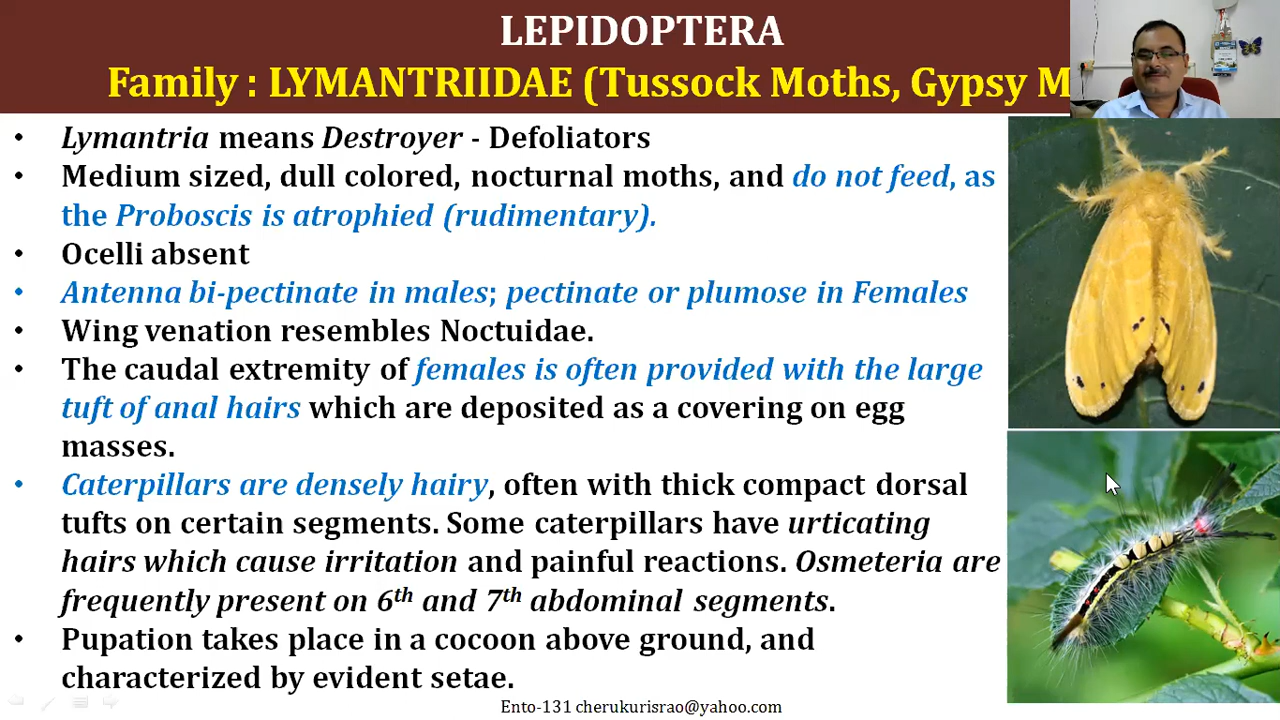 LEPIDOPTERA
Family : LYMANTRIIDAE (Tussock Moths, Gypsy M
• Lymantria means Destroyer - Defoliators
• Medium sized, dull colored, nocturnal moths, and do not feed, as
the Proboscis is atrophied (rudimentary).
• Ocelli absent
• Antenna bi-pectinate in males; pectinate or plumose in Females
• Wing venation resembles Noctuidae.
• The caudal extremity of females is often provided with the large
tuft of anal hairs which are deposited as a covering on egg
masses.
• Caterpillars are densely hairy, often with thick compact dorsal
tufts on certain segments. Some caterpillars have urticating
hairs which cause irritation and painful reactions. Osmeteria are
frequently present on 6th and 7th abdominal segments.
• Pupation takes place in a cocoon above ground, and
characterized by evident setae.
Ento-131 cherukurisrao@yahoo.com